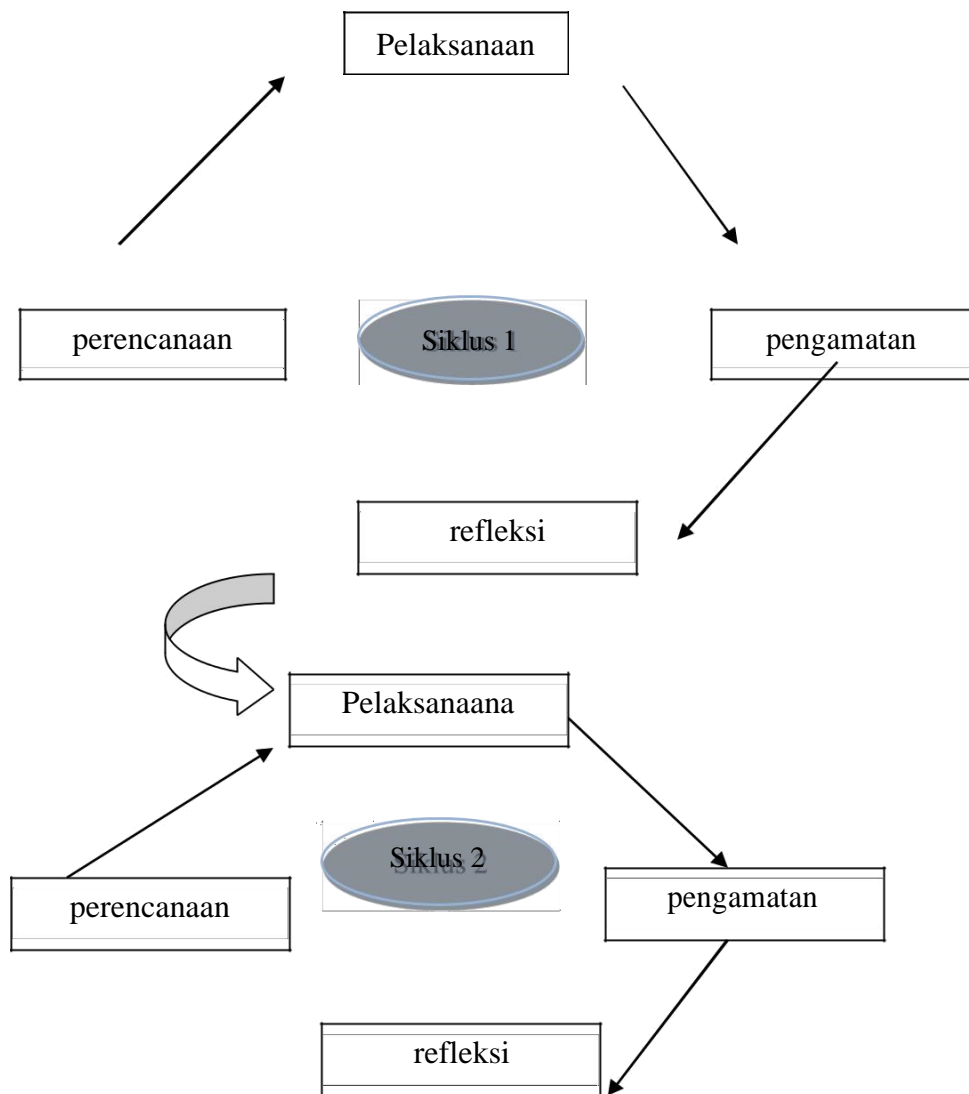 Pelaksanaan
perencanaan
Siklus 1
pengamatan
refleksi
Pelaksanaana
Siklus 2
perencanaan
pengamatan
refleksi